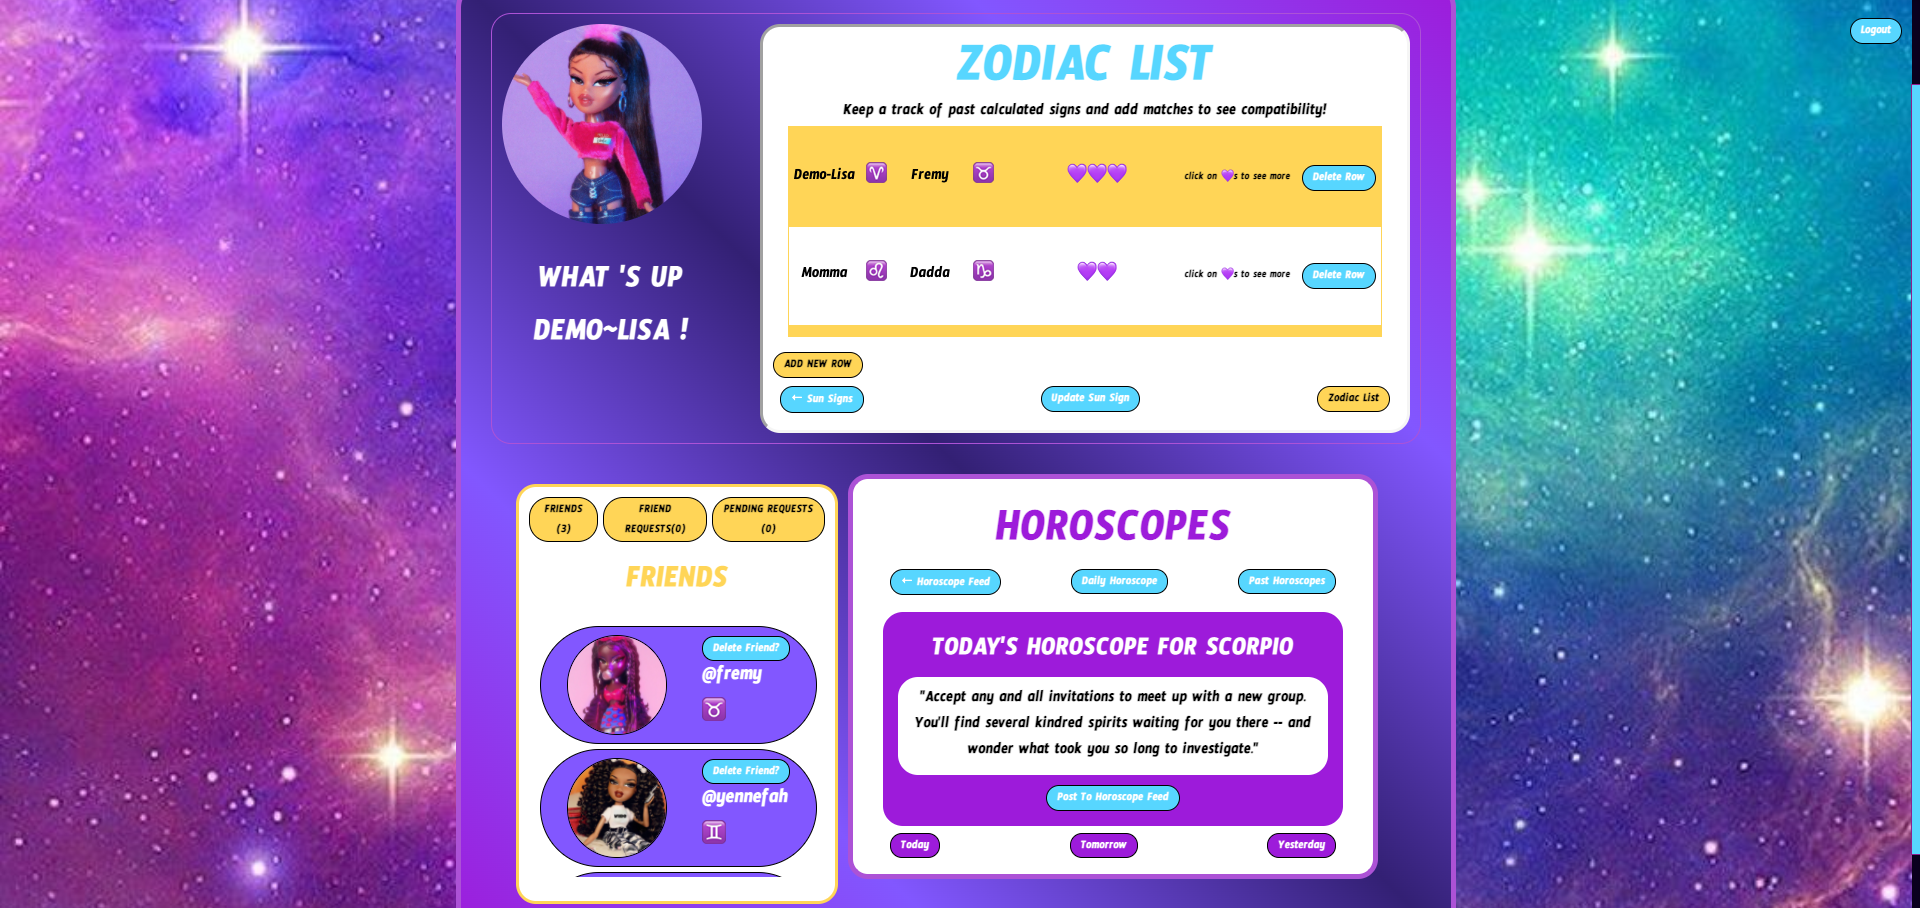 Logout
WHAT 'S UP
DEMO~LISA !
ZODIAC LIST
Keep a track of past calculated signs and add matches to see compatibility!
Demo-Lisa ♈ Fremy ♉ 💜💜💜 click on 💜s to see more Delete Row
Momma ♌ Dadda ♑ 💜💜 click on 💜s to see more Delete Row
ADD NEW ROW
← Sun Signs Update Sun Sign Zodiac List
FRIENDS
(3)
FRIEND
REQUESTS(0)
PENDING REQUESTS
(0)
FRIENDS
Delete Friend?
@fremy
♉
Delete Friend?
@yennefah
♊
HOROSCOPES
← Horoscope Feed Daily Horoscope Past Horoscopes
TODAY'S HOROSCOPE FOR SCORPIO
"Accept any and all invitations to meet up with a new group.
You'll find several kindred spirits waiting for you there -- and
wonder what took you so long to investigate."
Post To Horoscope Feed
Today Tomorrow Yesterday